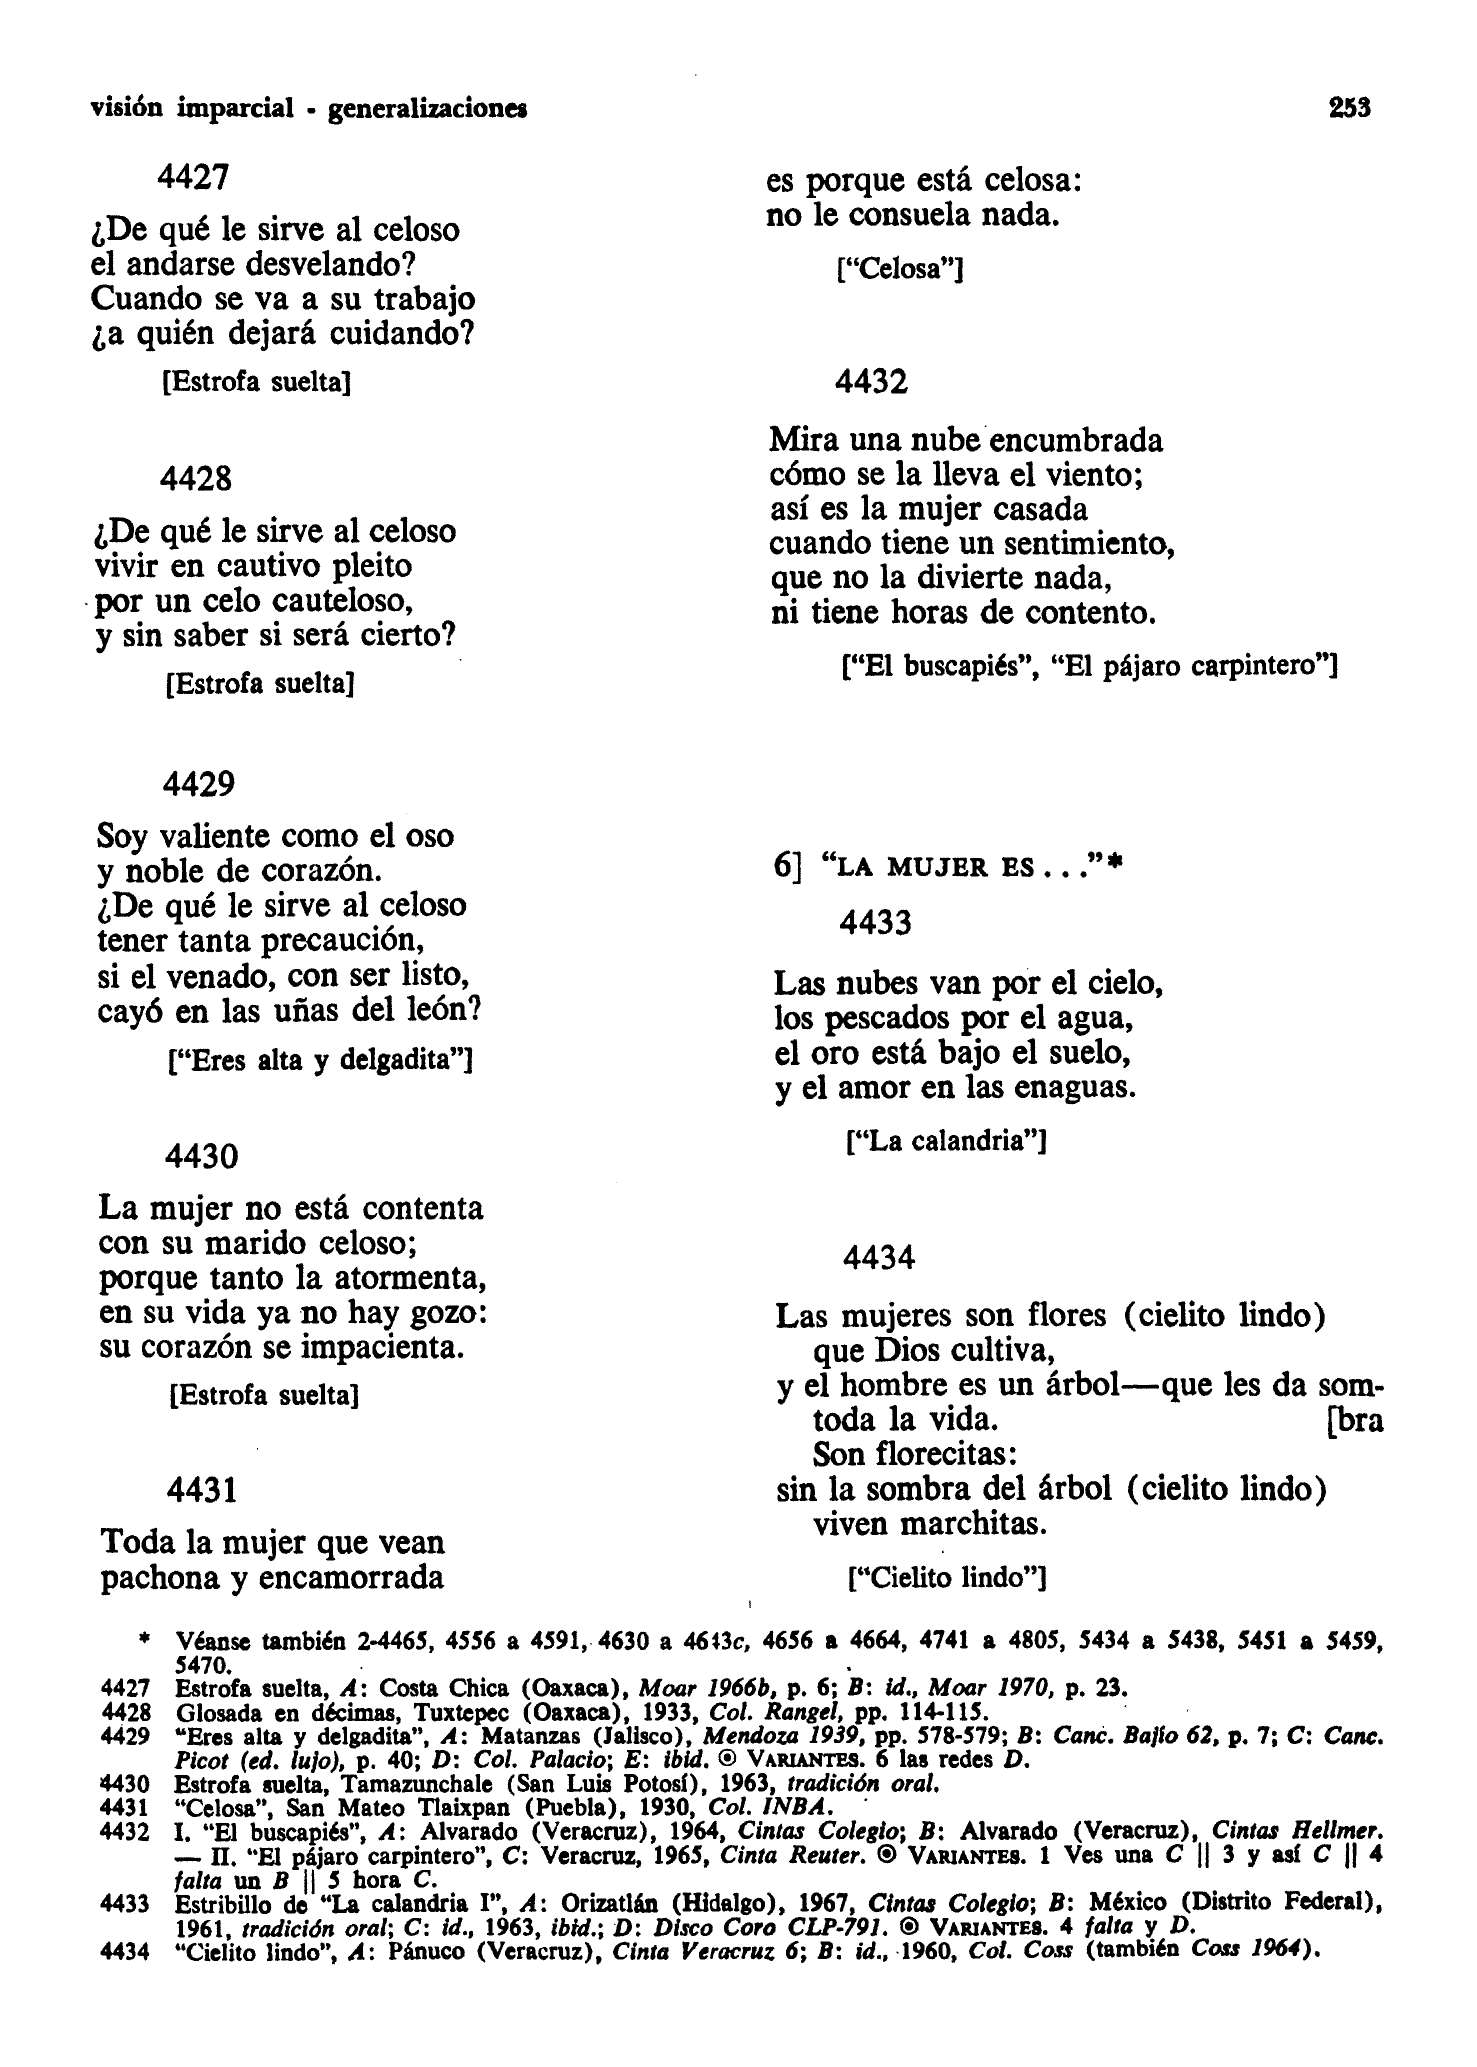 visión imparcial - generalizaciones 253
4427
¿De qué le sirve al celoso
el andarse desvelando?
Cuando se va a su trabajo
¿a quién dejará cuidando?
[Estrofa suelta]
4428
¿De qué le sirve al celoso
vivir en cautivo pleito
por un celo cauteloso,
y sin saber si será cierto?
[Estrofa suelta]
4429
Soy valiente como el oso
y noble de corazón.
¿De qué le sirve al celoso
tener tanta precaución,
si el venado, con ser listo,
cayó en las uñas del león?
["Eres alta y delgadita"]
4430
La mujer no está contenta
con su marido celoso;
porque tanto la atormenta,
en su vida ya no hay gozo:
su corazón se impacienta.
[Estrofa suelta]
4431
Toda la mujer que vean
pachona y encamorrada
es porque está celosa:
no le consuela nada.
["Celosa"]
4432
Mira una nube encumbrada
cómo se la lleva el viento;
así es la mujer casada
cuando tiene un sentimiento,
que no la divierte nada,
ni tiene horas de contento.
["El buscapiés", "El pájaro carpintero"]
6] "LA MUJER ES . . ."*
4433
Las nubes van por el cielo,
los pescados por el agua,
el oro está bajo el suelo,
y el amor en las enaguas.
["La calandria"]
4434
Las mujeres son flores (cielito lindo)
que Dios cultiva,
y el hombre es un árbol—que les da som-
toda la vida. [bra
Son florecitas:
sin la sombra del árbol (cielito lindo)
viven marchitas.
["Cielito lindo"]
* Véanse también 2-4465, 4556 a 4591, 4630 a 4643c, 4656 a 4664, 4741 a 4805, 5434 a 5438, 5451 a 5459,
5470.
4427 Estrofa suelta, A: Costa Chica (Oaxaca), Moar 1966b, p. 6; B: id., Moar 1970, p. 23.
4428 Glosada en décimas, Tuxtepec (Oaxaca), 1933, Col. Rangel, pp. 114-115.
4429 "Eres alta y delgadita", A: Matanzas (Jalisco), Mendoza 1939, pp. 578-579; B: Canc. Bajío 62, p. 7; C: Canc.
Picot (ed. lujo), p. 40; D: Col. Palacio; E: ibid. ⊙ VARIANTES. 6 las redes D.
4430 Estrofa suelta, Tamazunchale (San Luis Potosí), 1963, tradición oral.
4431 "Celosa", San Mateo Tlaixpan (Puebla), 1930, Col. INBA.
4432 I. "El buscapiés", A: Alvarado (Veracruz), 1964, Cintas Colegio; B: Alvarado (Veracruz), Cintas Hellmer.
— II. "El pájaro carpintero", C: Veracruz, 1965, Cinta Reuter. ⊙ VARIANTES. 1 Ves una C || 3 y así C || 4
falta un B || 5 hora C.
4433 Estribillo de "La calandria I", A: Orizatlán (Hidalgo), 1967, Cintas Colegio; B: México (Distrito Federal),
1961, tradición oral; C: id., 1963, ibid.; D: Disco Coro CLP-791. ⊙ VARIANTES. 4 falta y D.
4434 "Cielito lindo", A: Pánuco (Veracruz), Cinta Veracruz 6; B: id., 1960, Col. Coss (también Coss 1964).